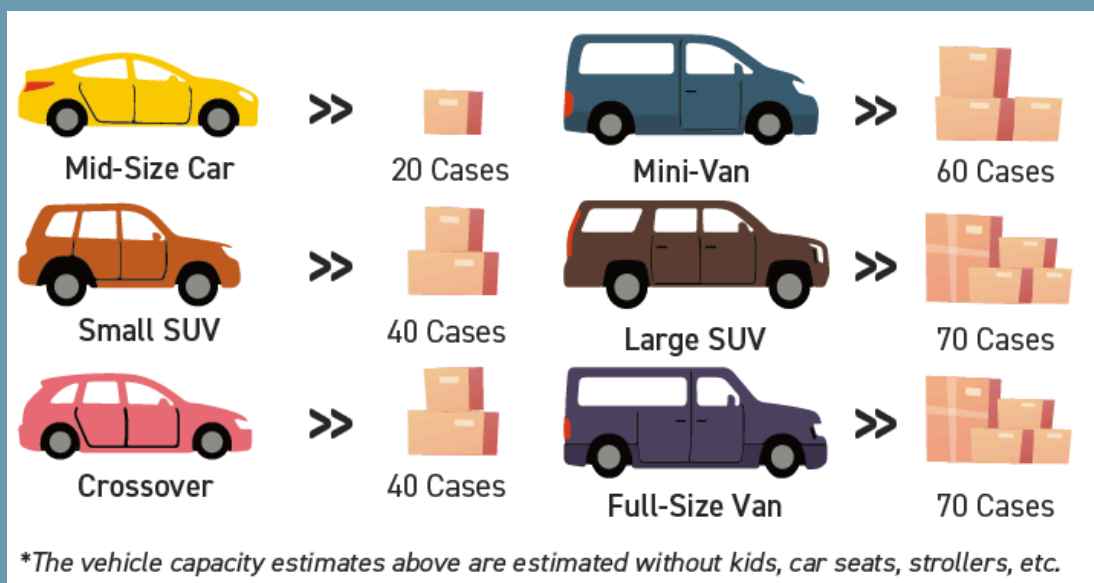 Mid-Size Car
20 Cases
Mini-Van
60 Cases
Small SUV
40 Cases
Large SUV
70 Cases
Crossover
40 Cases
Full-Size Van
70 Cases
*The vehicle capacity estimates above are estimated without kids, car seats, strollers, etc.